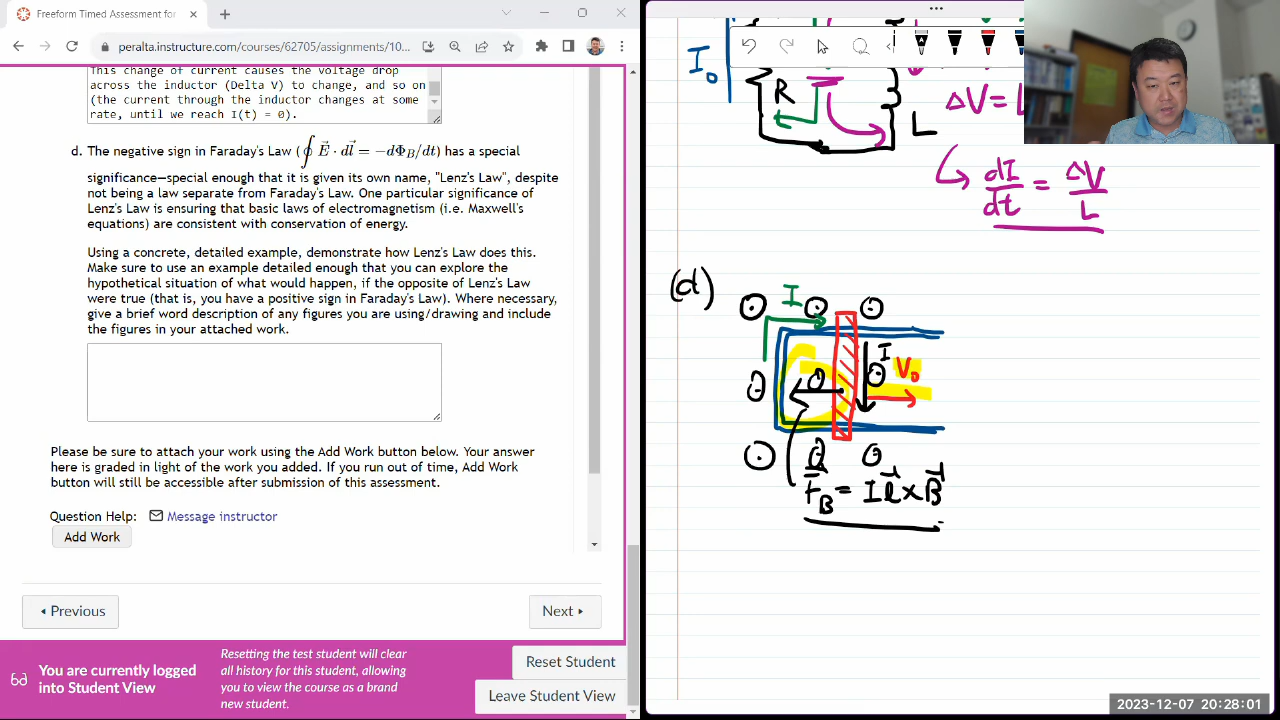 Freeform Timed Assessment for
peralta.instructure.com/courses/2705/assignments/10...
This change of current causes the voltage drop
across the inductor (Delta V) to change, and so on
(the current through the inductor changes at some
rate, until we reach I(t) = 0).
d. The negative sign in Faraday's Law (∮ E⃗ · dl⃗ = −dΦ_B/dt) has a special
significance—special enough that it is given its own name, "Lenz's Law", despite
not being a law separate from Faraday's Law. One particular significance of
Lenz's Law is ensuring that basic laws of electromagnetism (i.e. Maxwell's
equations) are consistent with conservation of energy.
Using a concrete, detailed example, demonstrate how Lenz's Law does this.
Make sure to use an example detailed enough that you can explore the
hypothetical situation of what would happen, if the opposite of Lenz's Law
were true (that is, you have a positive sign in Faraday's Law). Where necessary,
give a brief word description of any figures you are using/drawing and include
the figures in your attached work.
Please be sure to attach your work using the Add Work button below. Your answer
here is graded in light of the work you added. If you run out of time, Add Work
button will still be accessible after submission of this assessment.
Question Help: Message instructor
Add Work
Previous
Next
You are currently logged
into Student View
Resetting the test student will clear
all history for this student, allowing
you to view the course as a brand
new student.
Reset Student
Leave Student View
I₀
R
L
ΔV = L
dI/dt = ΔV/L
(d)
I
I
V₀
F_B = I l⃗ × B⃗
2023-12-07 20:28:01